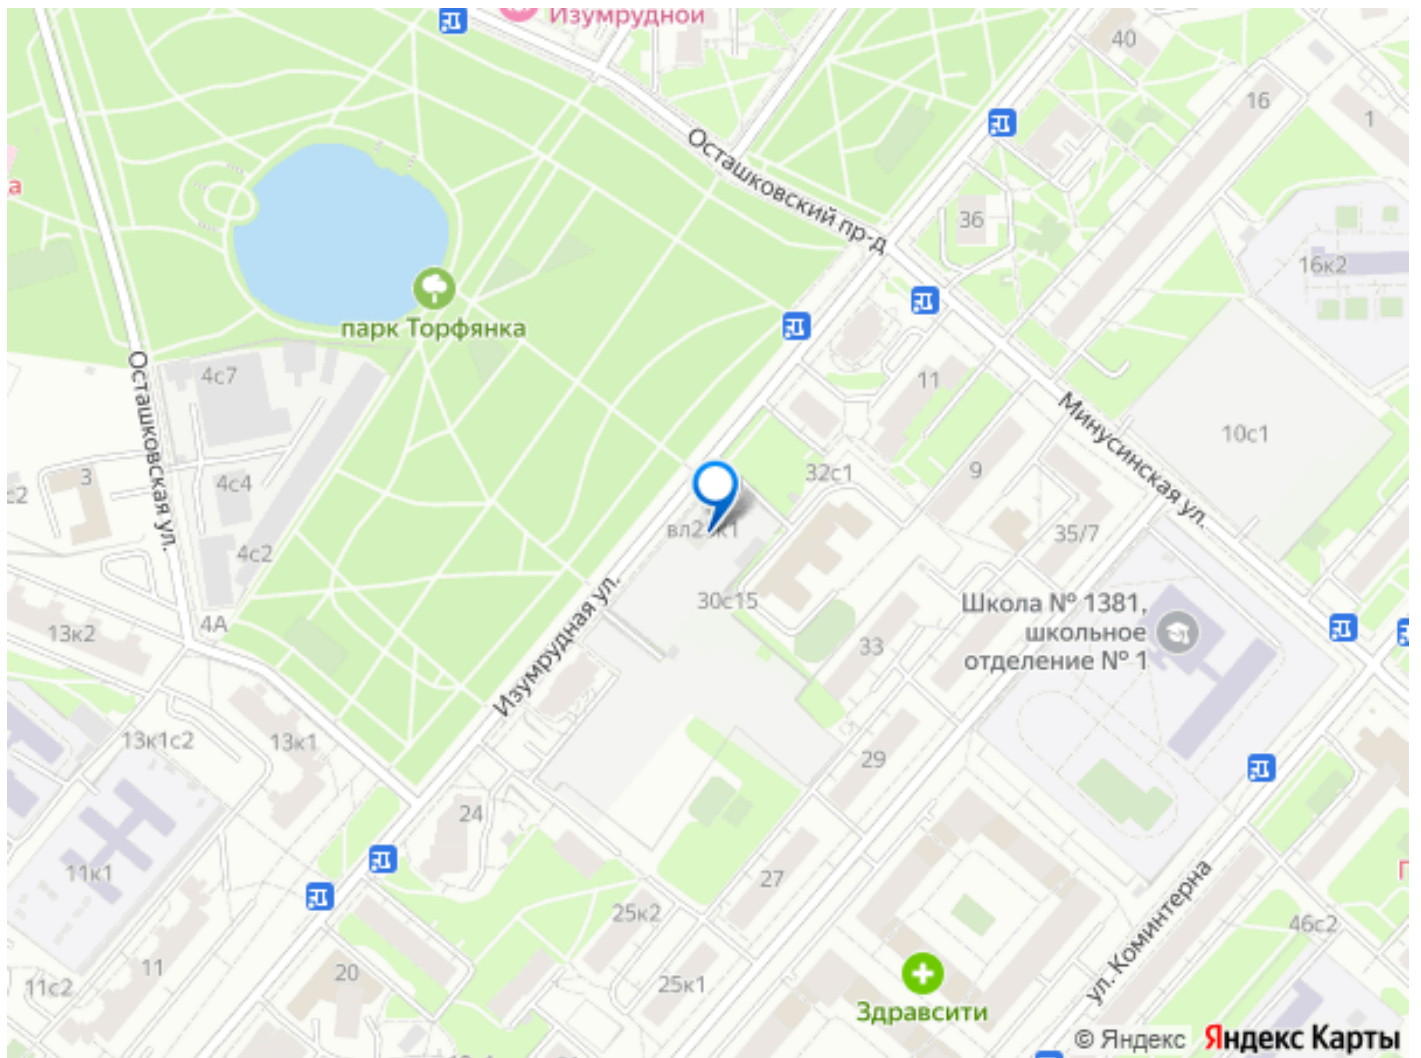 Изумрудной
40
16
1
а
Осташковский пр-д
36
16к2
парк Торфянка
4с7
11
Осташковская ул.
Минусинская ул.
10с1
3
с2
4с4
32с1
9
35/7
4с2
30с15
Изумрудная ул.
4А
13к2
Школа № 1381,
школьное
отделение № 1
33
13к1с2
13к1
29
24
11к1
27
25к2
ул. Коминтерна
46с2
11
20
11с2
25к1
Здравсити
© Яндекс
Яндекс Карты